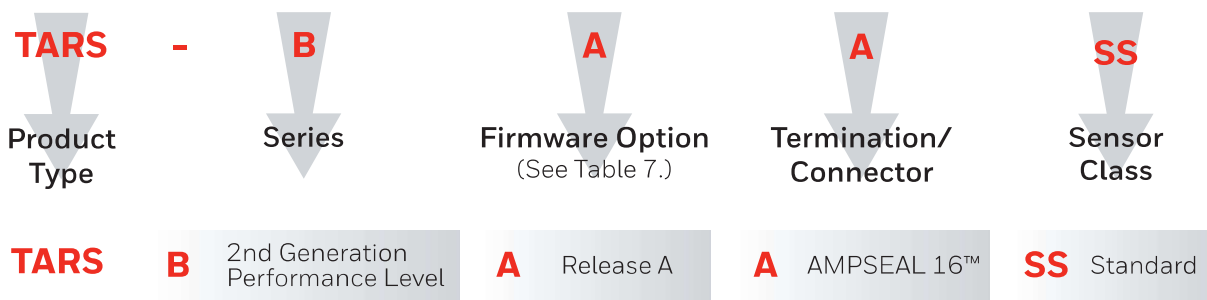 TARS - B A A SS
Product Type
Series
Firmware Option
(See Table 7.)
Termination/
Connector
Sensor
Class
TARS
B 2nd Generation
Performance Level
A Release A
A AMPSEAL 16™
SS Standard